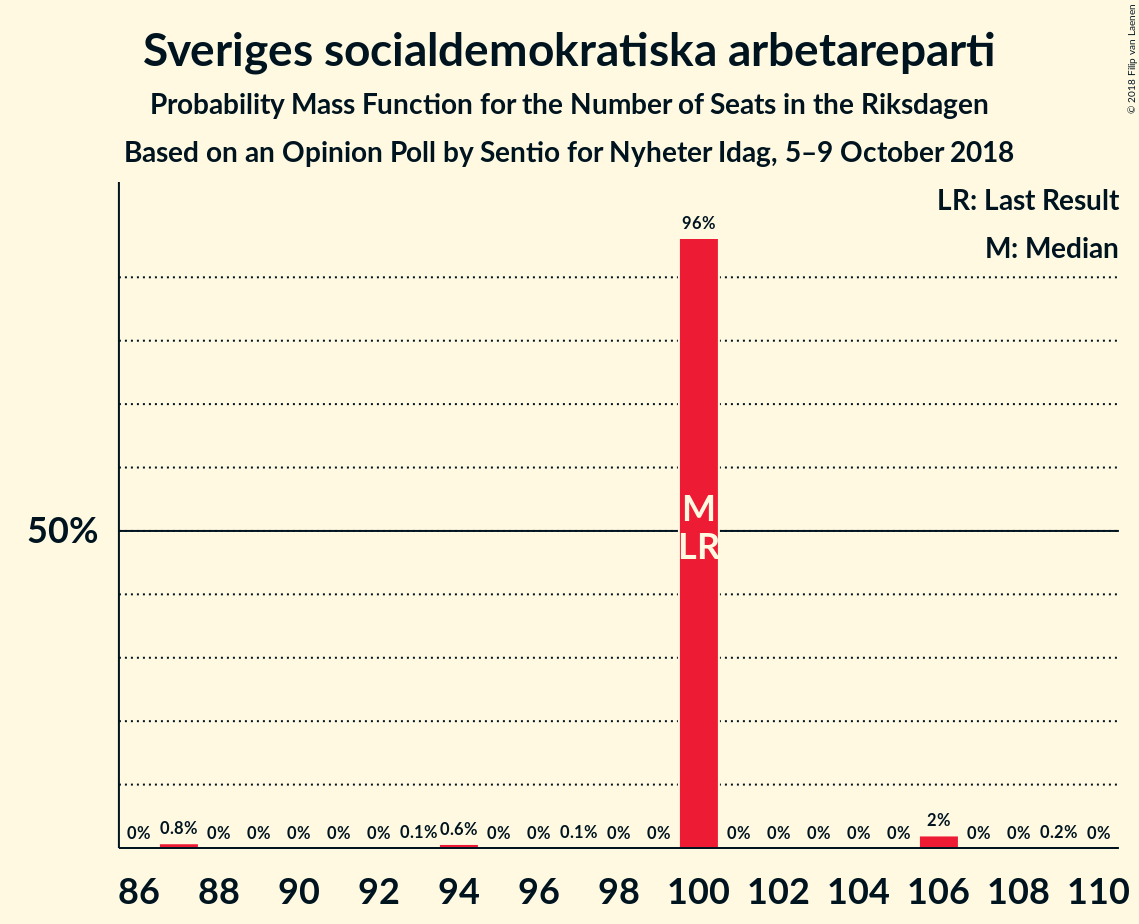 Sveriges socialdemokratiska arbetareparti
Probability Mass Function for the Number of Seats in the Riksdagen
Based on an Opinion Poll by Sentio for Nyheter Idag, 5–9 October 2018
© 2018 Filip van Laenen
LR: Last Result
M: Median
96%
50%
M
LR
0% 0.8% 0% 0% 0% 0% 0% 0.1% 0.6% 0% 0% 0.1% 0% 0% 0% 0% 0% 0% 0% 2% 0% 0% 0.2% 0%
86 88 90 92 94 96 98 100 102 104 106 108 110